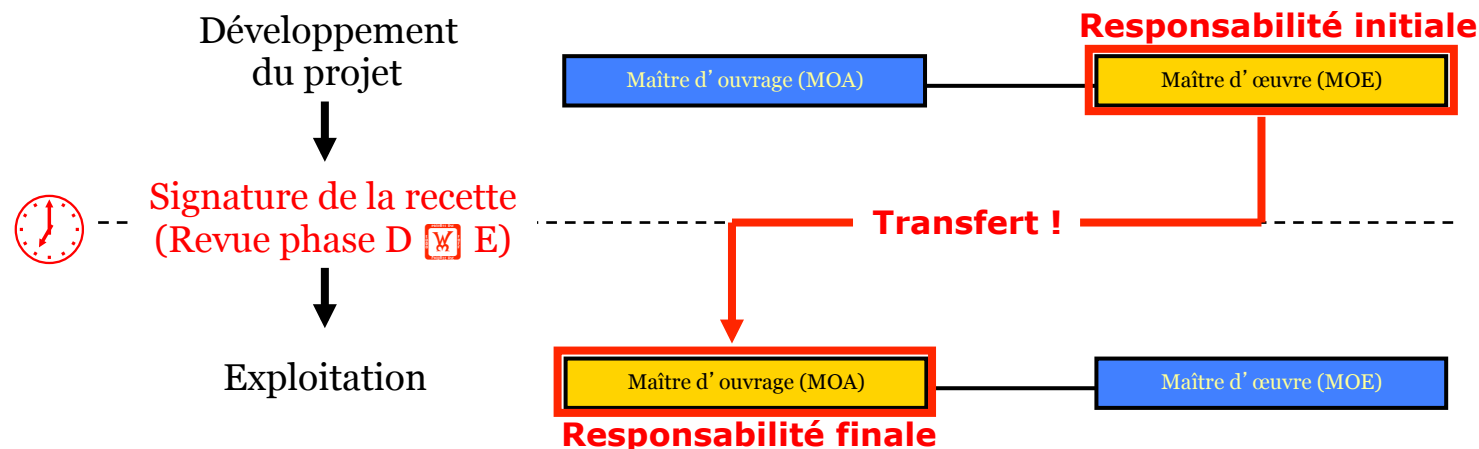 Développement
du projet
Responsabilité initiale
Maître d’ ouvrage (MOA)
Maître d’ œuvre (MOE)
Signature de la recette
(Revue phase D E)
Transfert !
Exploitation
Maître d’ ouvrage (MOA)
Maître d’ œuvre (MOE)
Responsabilité finale